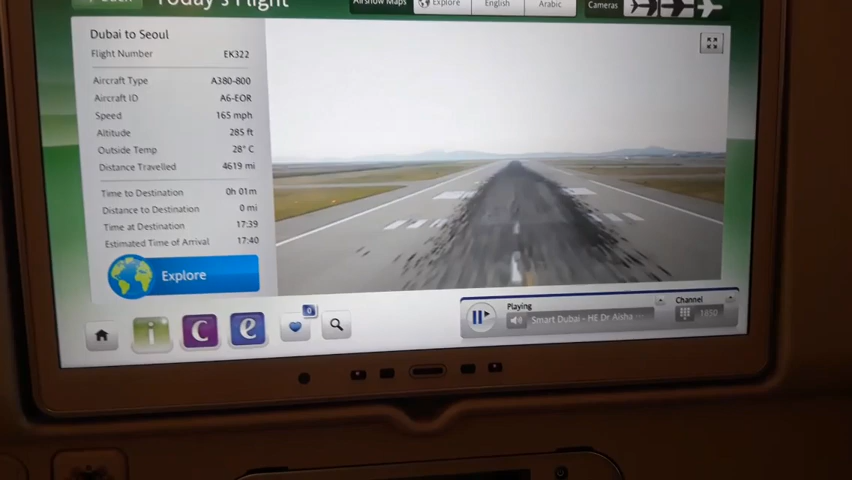 Back
Today's Flight
Airshow Maps
Explore
English
Arabic
Cameras
Dubai to Seoul
Flight Number EK322
Aircraft Type A380-800
Aircraft ID A6-EOR
Speed 165 mph
Altitude 285 ft
Outside Temp 28° C
Distance Travelled 4619 mi
Time to Destination 0h 01m
Distance to Destination 0 mi
Time at Destination 17:39
Estimated Time of Arrival 17:40
Explore
i
C
e
0
Playing
Smart Dubai - HE Dr Aisha ...
Channel
1850